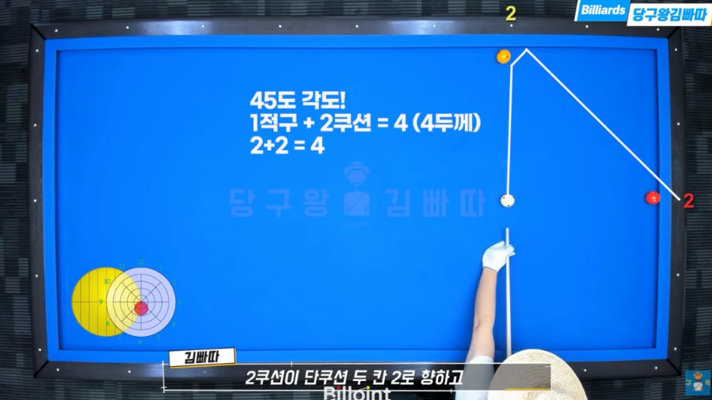 2
Billiards
당구왕김빠따
45도 각도!
1적구 + 2쿠션 = 4 (4두께)
2+2 = 4
당구왕 김빠따
2
김빠따
2쿠션이 단쿠션 두 칸 2로 향하고
Billoint